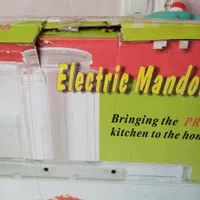 Electric Mando
Bringing the PR
kitchen to the hom